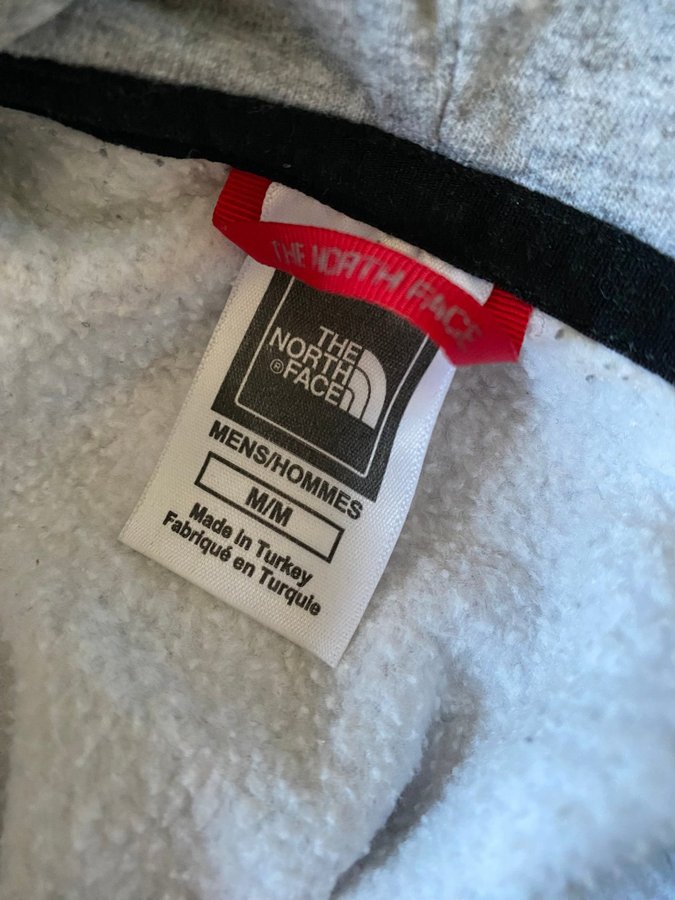 THE NORTH FACE
THE
NORTH
®FACE
MENS/HOMMES
M/M
Made in Turkey
Fabriqué en Turquie